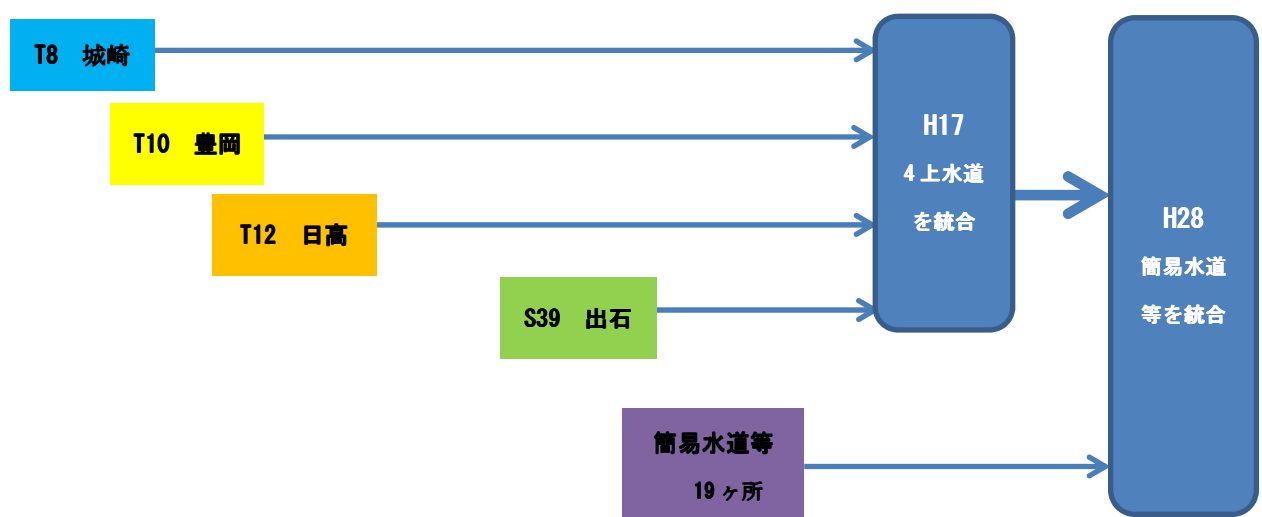 T8　城崎
T10　豊岡
T12　日高
S39　出石
簡易水道等
19ヶ所
H17
4上水道
を統合
H28
簡易水道
等を統合